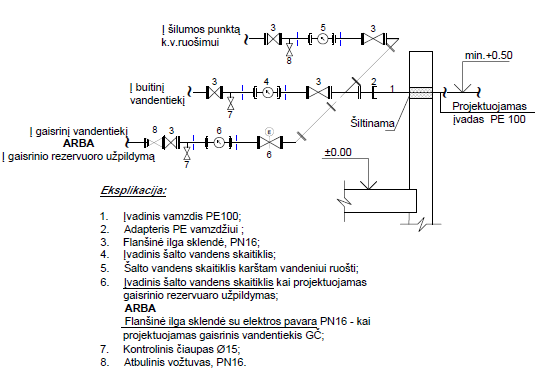 Į šilumos punktą
k.v.ruošimui
3
5
3
8
min.+0.50
Į buitinį
vandentiekį
3
4
3
2
1
7
Projektuojamas
įvadas PE 100
Šiltinama
Į gaisrinį vandentiekį
ARBA
Į gaisrinio rezervuoro užpildymą
8
3
6
E
7
6
±0.00
Eksplikacija:
1. Įvadinis vamzdis PE100;
2. Adapteris PE vamzdžiui ;
3. Flanšinė ilga sklendė, PN16;
4. Įvadinis šalto vandens skaitiklis;
5. Šalto vandens skaitiklis karštam vandeniui ruošti;
6. Įvadinis šalto vandens skaitiklis kai projektuojamas
gaisrinio rezervuaro užpildymas;
ARBA
Flanšinė ilga sklendė su elektros pavara PN16 - kai
projektuojamas gaisrinis vandentiekis GČ;
7. Kontrolinis čiaupas Ø15;
8. Atbulinis vožtuvas, PN16.